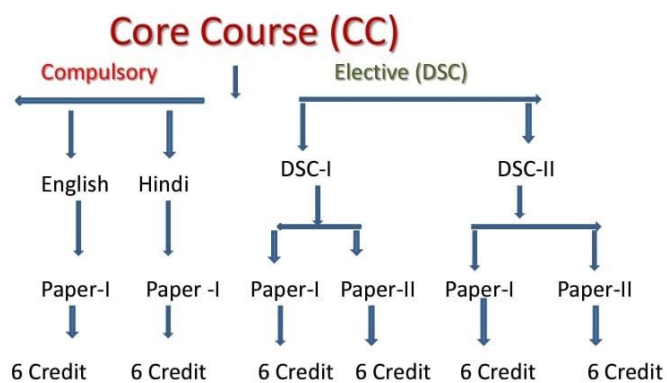 Core Course (CC)
Compulsory Elective (DSC)
English Hindi DSC-I DSC-II
Paper-I Paper -I Paper-I Paper-II Paper-I Paper-II
6 Credit 6 Credit 6 Credit 6 Credit 6 Credit 6 Credit